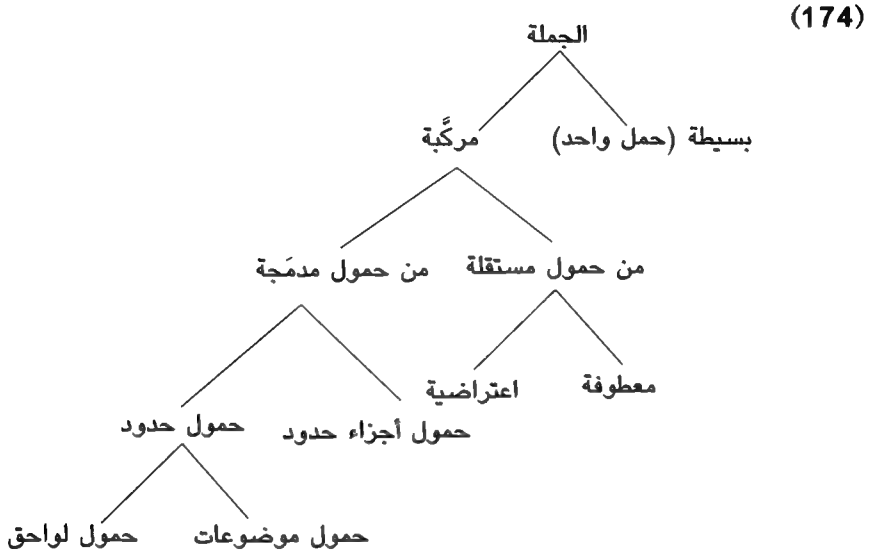 (174)
الجملة
بسيطة (حمل واحد) مركَّبة
من حمول مستقلة من حمول مدمَجة
معطوفة اعتراضية
حمول أجزاء حدود حمول حدود
حمول موضوعات حمول لواحق